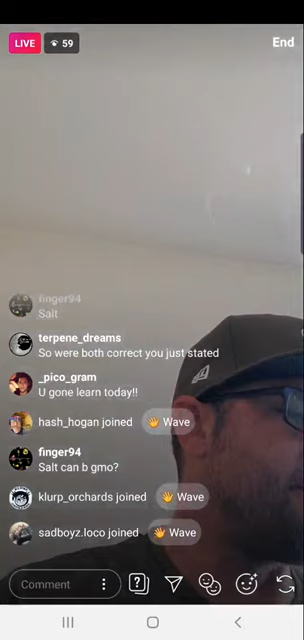 LIVE
59
End
finger94
Salt
terpene_dreams
So were both correct you just stated
_pico_gram
U gone learn today!!
hash_hogan joined
Wave
finger94
Salt can b gmo?
klurp_orchards joined
Wave
sadboyz.loco joined
Wave
Comment